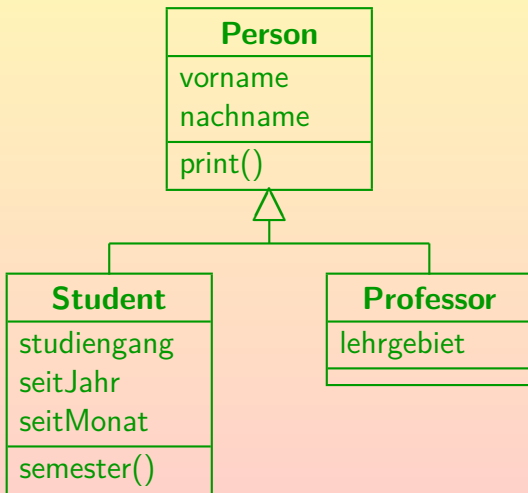 Person
vorname
nachname
print()
Student
studiengang
seitJahr
seitMonat
semester()
Professor
lehrgebiet